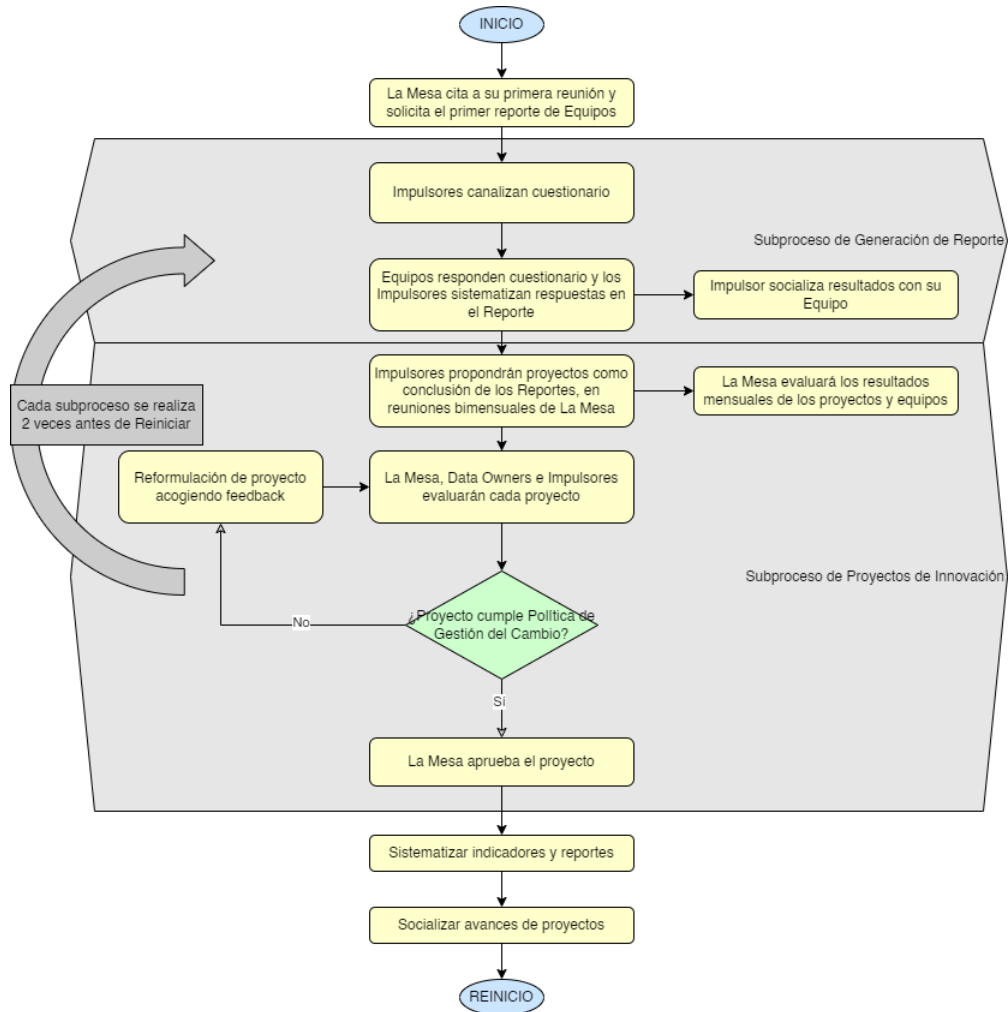 INICIO
La Mesa cita a su primera reunión y
solicita el primer reporte de Equipos
Impulsores canalizan cuestionario
Subproceso de Generación de Reporte
Equipos responden cuestionario y los
Impulsores sistematizan respuestas en
el Reporte
Impulsor socializa resultados con su
Equipo
Impulsores propondrán proyectos como
conclusión de los Reportes, en
reuniones bimensuales de La Mesa
La Mesa evaluará los resultados
mensuales de los proyectos y equipos
Cada subproceso se realiza
2 veces antes de Reiniciar
Reformulación de proyecto
acogiendo feedback
La Mesa, Data Owners e Impulsores
evaluarán cada proyecto
Subproceso de Proyectos de Innovación
¿Proyecto cumple Política de
Gestión del Cambio?
No
Sí
La Mesa aprueba el proyecto
Sistematizar indicadores y reportes
Socializar avances de proyectos
REINICIO